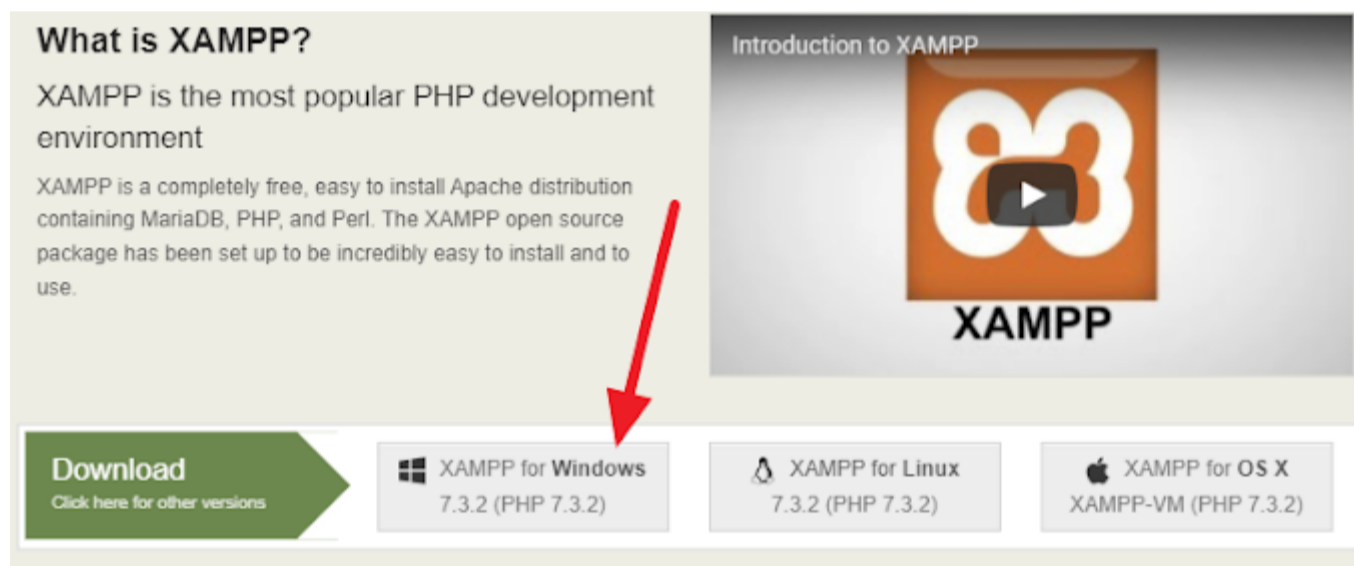 What is XAMPP?
XAMPP is the most popular PHP development
environment
XAMPP is a completely free, easy to install Apache distribution
containing MariaDB, PHP, and Perl. The XAMPP open source
package has been set up to be incredibly easy to install and to
use.
Introduction to XAMPP
XAMPP
Download
Click here for other versions
XAMPP for Windows
7.3.2 (PHP 7.3.2)
XAMPP for Linux
7.3.2 (PHP 7.3.2)
XAMPP for OS X
XAMPP-VM (PHP 7.3.2)